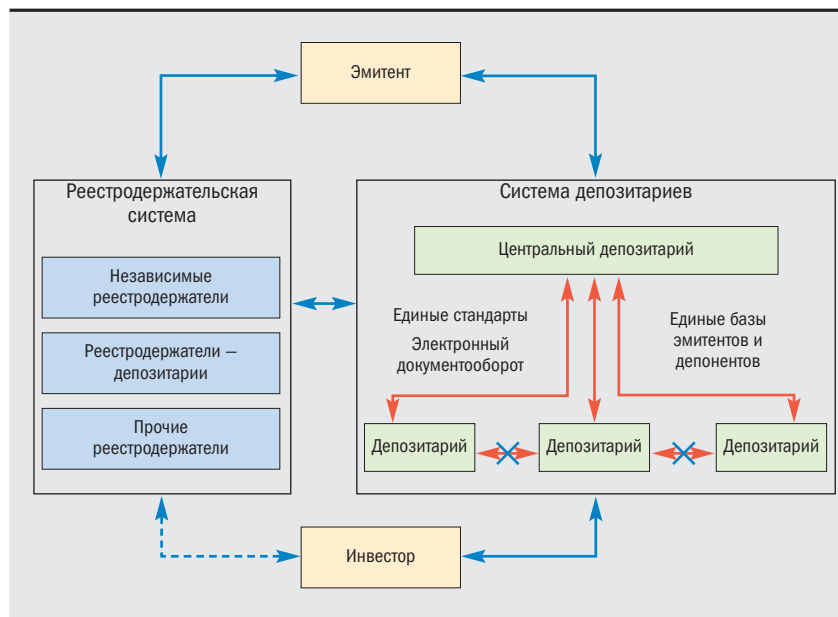 Эмитент
Реестродержательская
система
Независимые
реестродержатели
Реестродержатели —
депозитарии
Прочие
реестродержатели
Система депозитариев
Центральный депозитарий
Единые стандарты
Электронный
документооборот
Единые базы
эмитентов и
депонентов
Депозитарий
Депозитарий
Депозитарий
Инвестор